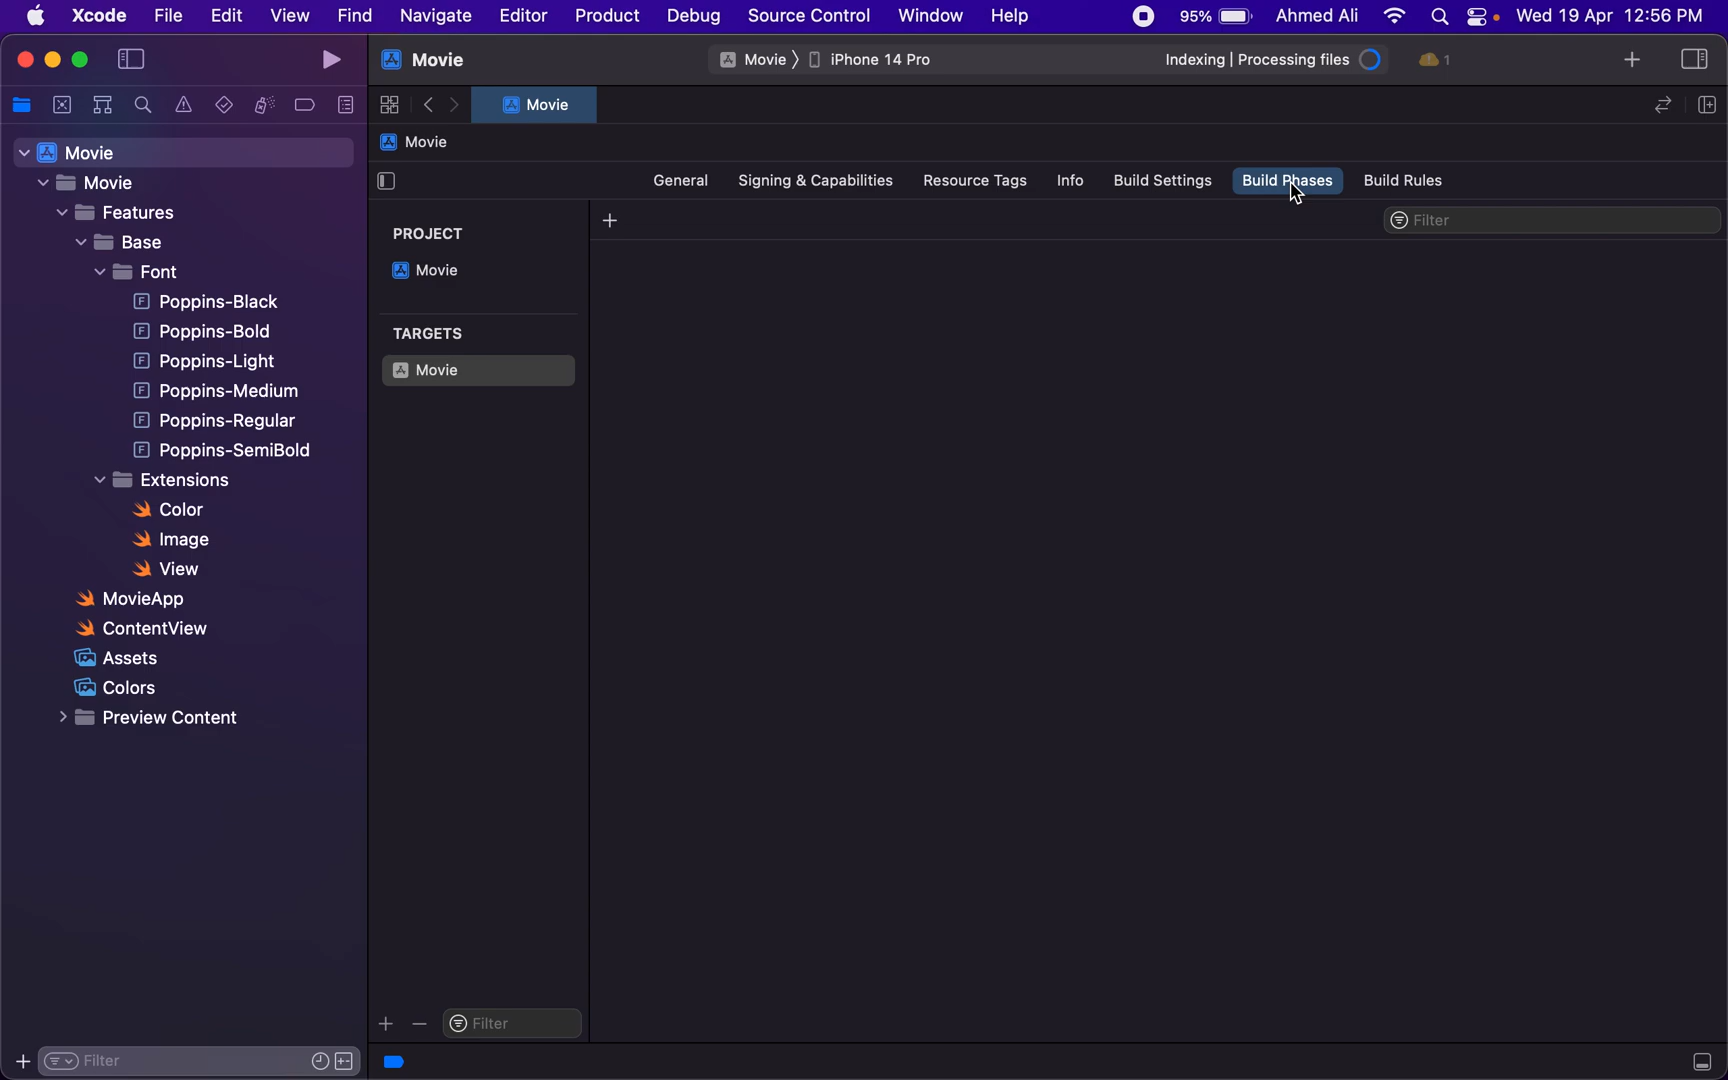 Xcode File Edit View Find Navigate Editor Product Debug Source Control Window Help 95% Ahmed Ali Wed 19 Apr 12:56 PM
Movie Movie iPhone 14 Pro Indexing | Processing files 1
Movie
Movie
General Signing & Capabilities Resource Tags Info Build Settings Build Phases Build Rules
Filter
PROJECT
Movie
TARGETS
Movie
Filter
Movie
Movie
Features
Base
Font
Poppins-Black
Poppins-Bold
Poppins-Light
Poppins-Medium
Poppins-Regular
Poppins-SemiBold
Extensions
Color
Image
View
MovieApp
ContentView
Assets
Colors
Preview Content
Filter